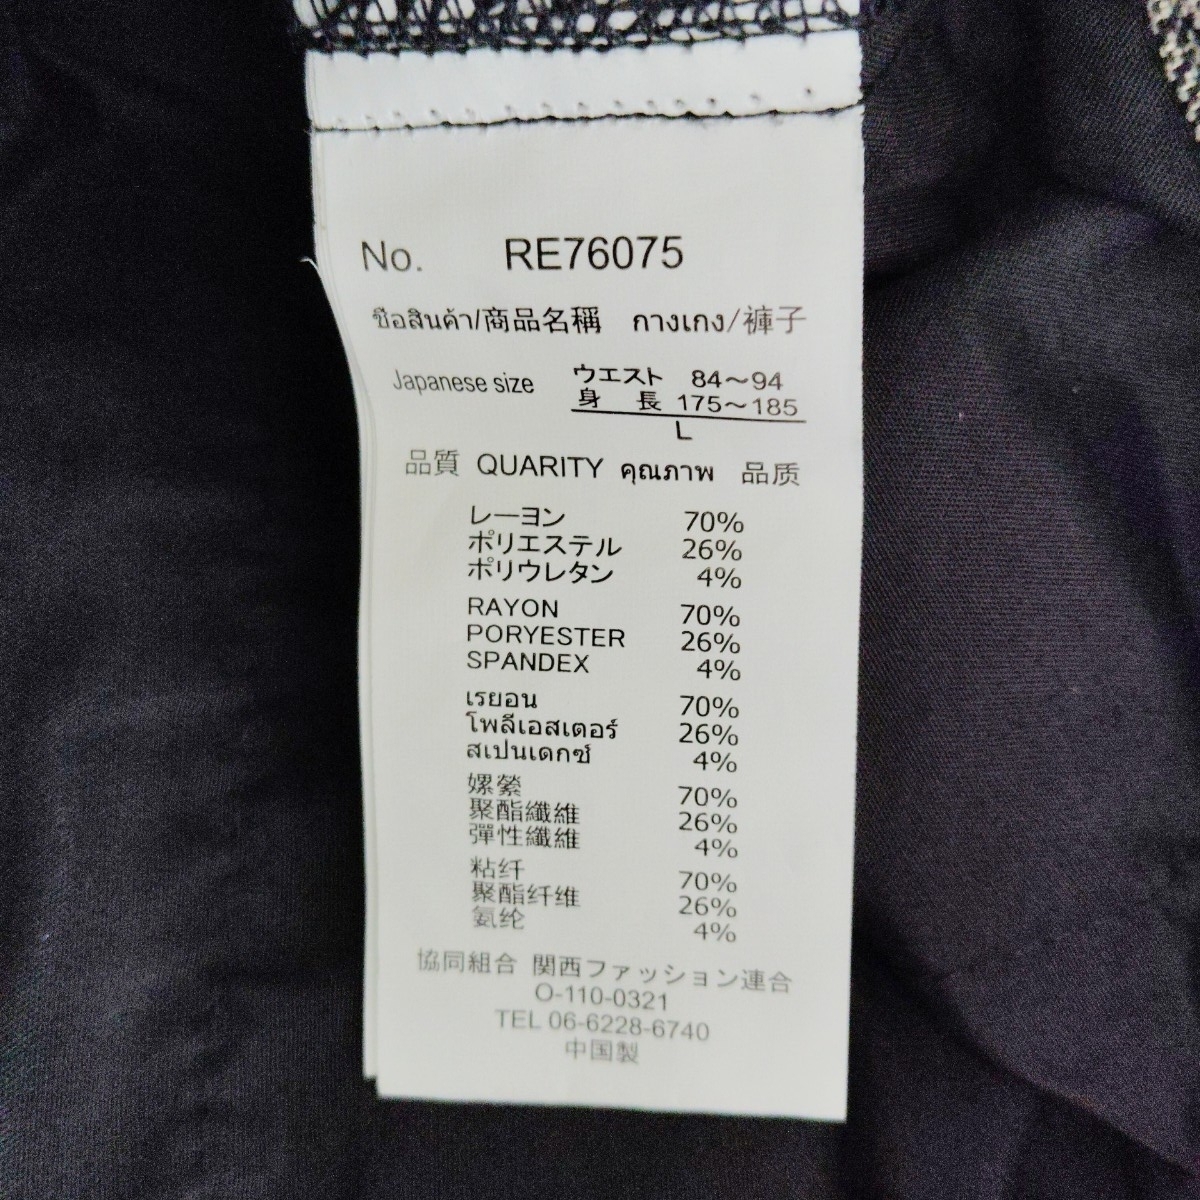 No. RE76075
ชื่อสินค้า/商品名稱 กางเกง/褲子
Japanese size ウエスト 84～94
身 長 175～185
L
品質 QUARITY คุณภาพ 品质
レーヨン 70%
ポリエステル 26%
ポリウレタン 4%
RAYON 70%
PORYESTER 26%
SPANDEX 4%
เรยอน 70%
โพลีเอสเตอร์ 26%
สเปนเดกซ์ 4%
嫘縈 70%
聚酯纖維 26%
彈性纖維 4%
粘纤 70%
聚酯纤维 26%
氨纶 4%
協同組合 関西ファッション連合
O-110-0321
TEL 06-6228-6740
中国製